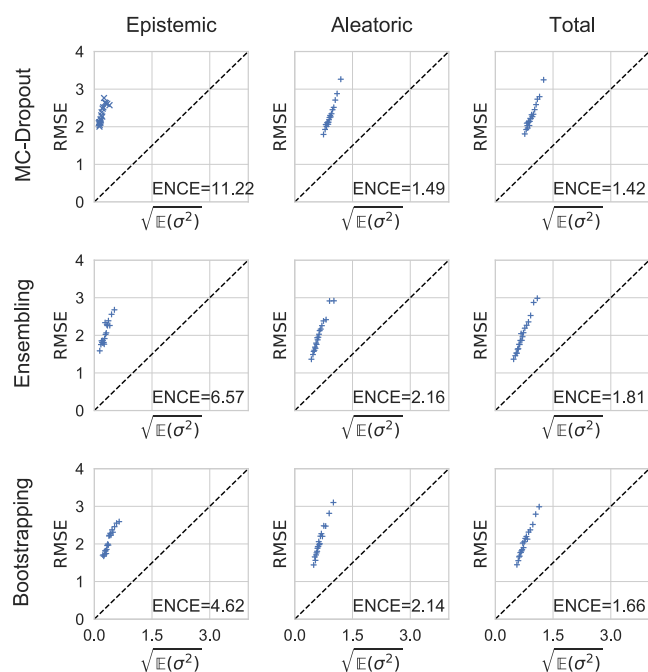 Epistemic Aleatoric Total
MC-Dropout
RMSE
4
3
2
1
0
ENCE=11.22
√𝔼(σ²)
RMSE
ENCE=1.49
√𝔼(σ²)
RMSE
ENCE=1.42
√𝔼(σ²)
Ensembling
RMSE
4
3
2
1
0
ENCE=6.57
√𝔼(σ²)
RMSE
ENCE=2.16
√𝔼(σ²)
RMSE
ENCE=1.81
√𝔼(σ²)
Bootstrapping
RMSE
4
3
2
1
0
ENCE=4.62
0.0 1.5 3.0
√𝔼(σ²)
RMSE
ENCE=2.14
0.0 1.5 3.0
√𝔼(σ²)
RMSE
ENCE=1.66
0.0 1.5 3.0
√𝔼(σ²)